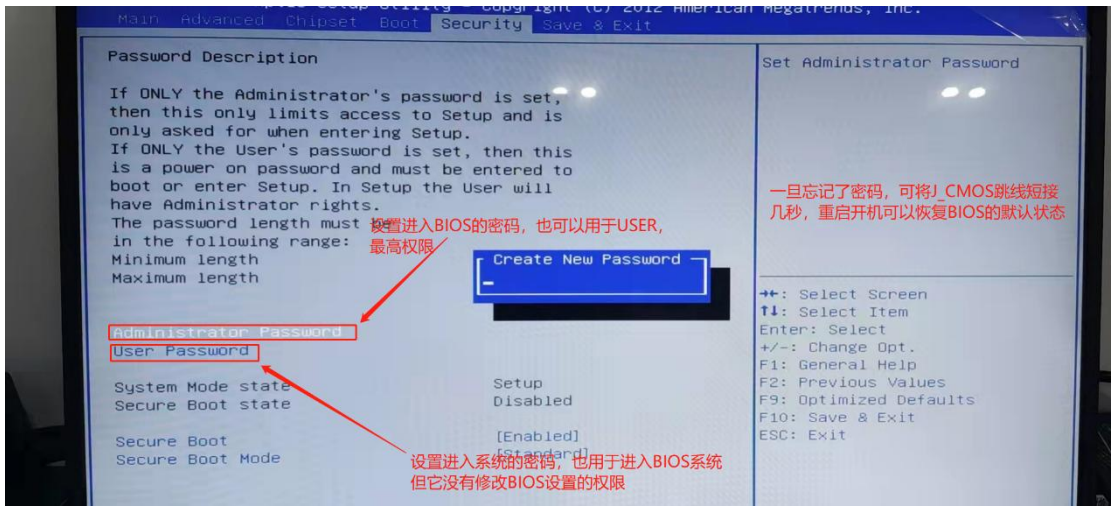 Setup Utility - Copyright (C) 2012 American Megatrends, Inc.
Main Advanced Chipset Boot Security Save & Exit
Password Description
If ONLY the Administrator's password is set,
then this only limits access to Setup and is
only asked for when entering Setup.
If ONLY the User's password is set, then this
is a power on password and must be entered to
boot or enter Setup. In Setup the User will
have Administrator rights.
The password length must be
in the following range:
Minimum length
Maximum length
设置进入BIOS的密码，也可以用于USER，
最高权限
Create New Password
Administrator Password
User Password
System Mode state Setup
Secure Boot state Disabled
Secure Boot [Enabled]
Secure Boot Mode [Standard]
设置进入系统的密码，也用于进入BIOS系统
但它没有修改BIOS设置的权限
Set Administrator Password
一旦忘记了密码，可将J_CMOS跳线短接
几秒，重启开机可以恢复BIOS的默认状态
→←: Select Screen
↑↓: Select Item
Enter: Select
+/-: Change Opt.
F1: General Help
F2: Previous Values
F9: Optimized Defaults
F10: Save & Exit
ESC: Exit